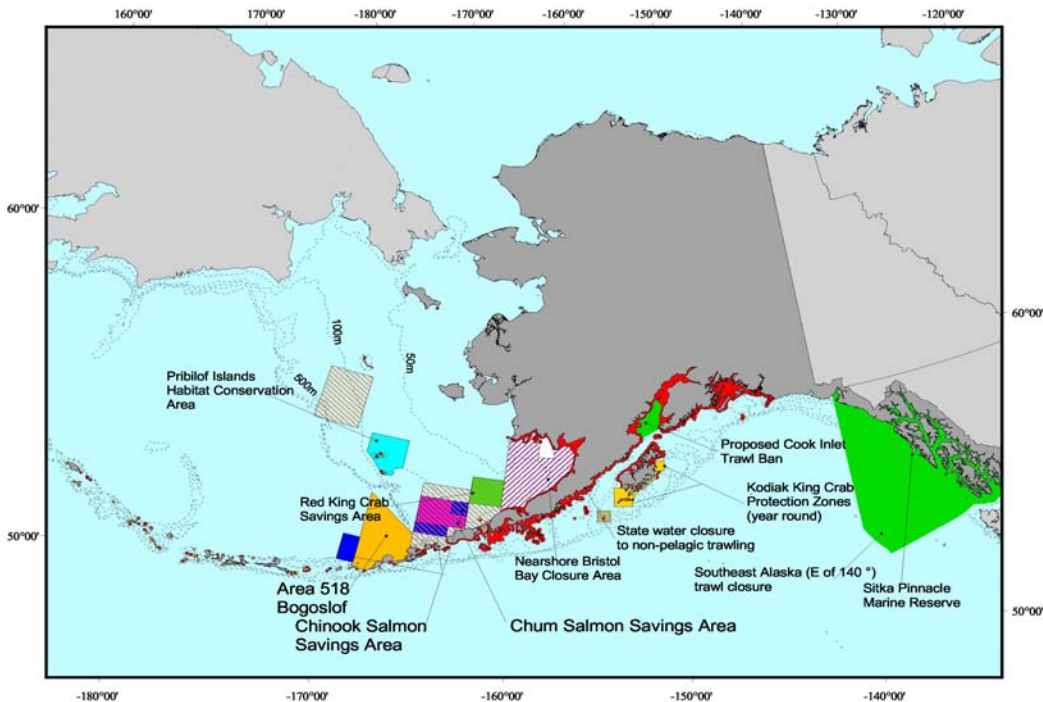 160°00' 170°00' -180°00' -170°00' -160°00' -150°00' -140°00' -130°00' -120°00'
60°00'
60°00'
100m
50m
500m
Pribilof Islands
Habitat Conservation
Area
Proposed Cook Inlet
Trawl Ban
Kodiak King Crab
Protection Zones
(year round)
Red King Crab
Savings Area
50°00'
State water closure
to non-pelagic trawling
Nearshore Bristol
Bay Closure Area
Southeast Alaska (E of 140 °)
trawl closure
Sitka Pinnacle
Marine Reserve
Area 518
Bogoslof
Chinook Salmon
Savings Area
Chum Salmon Savings Area
50°00'
-180°00' -170°00' -160°00' -150°00' -140°00'